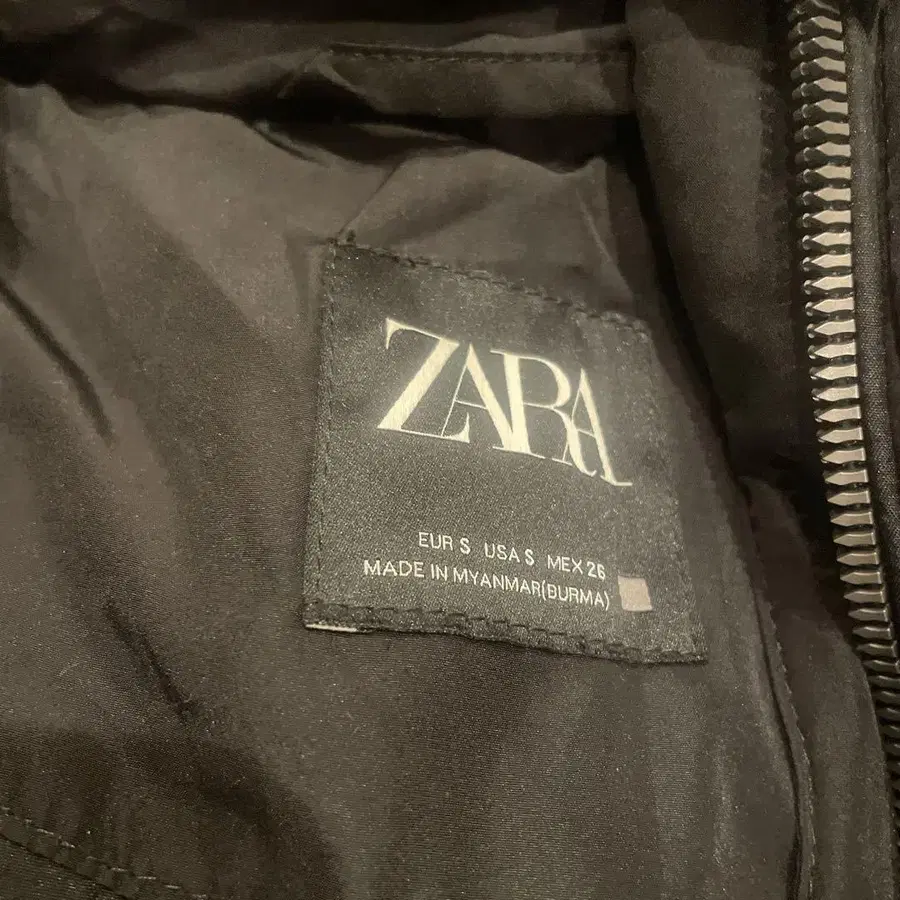 ZARA
EUR S USA S MEX 26
MADE IN MYANMAR(BURMA)